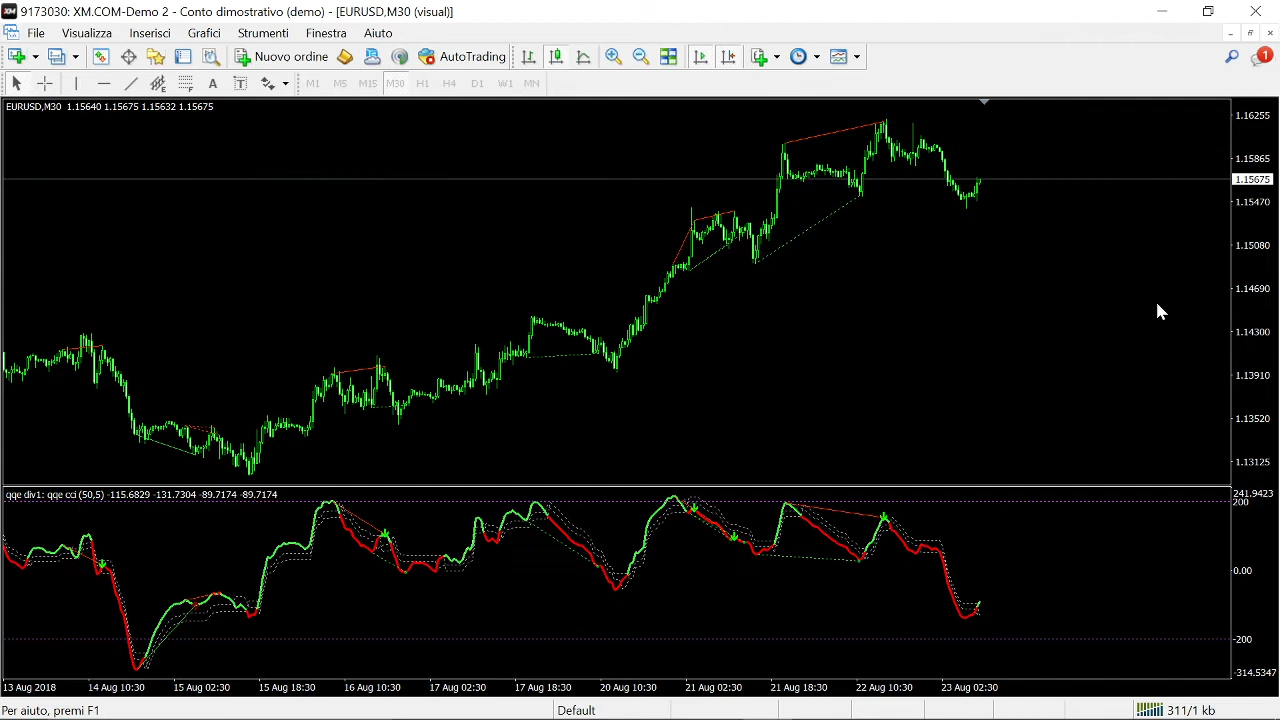 9173030: XM.COM-Demo 2 - Conto dimostrativo (demo) - [EURUSD,M30 (visual)]
File Visualizza Inserisci Grafici Strumenti Finestra Aiuto
Nuovo ordine AutoTrading 1
A T M1 M5 M15 M30 H1 H4 D1 W1 MN
EURUSD,M30 1.15640 1.15675 1.15632 1.15675
1.16255
1.15865
1.15675
1.15470
1.15080
1.14690
1.14300
1.13910
1.13520
1.13125
qqe div1: qqe cci (50,5) -115.6829 -131.7304 -89.7174 -89.7174
241.9423
200
0.00
-200
-314.5347
13 Aug 2018 14 Aug 10:30 15 Aug 02:30 15 Aug 18:30 16 Aug 10:30 17 Aug 02:30 17 Aug 18:30 20 Aug 10:30 21 Aug 02:30 21 Aug 18:30 22 Aug 10:30 23 Aug 02:30
Per aiuto, premi F1 Default 311/1 kb